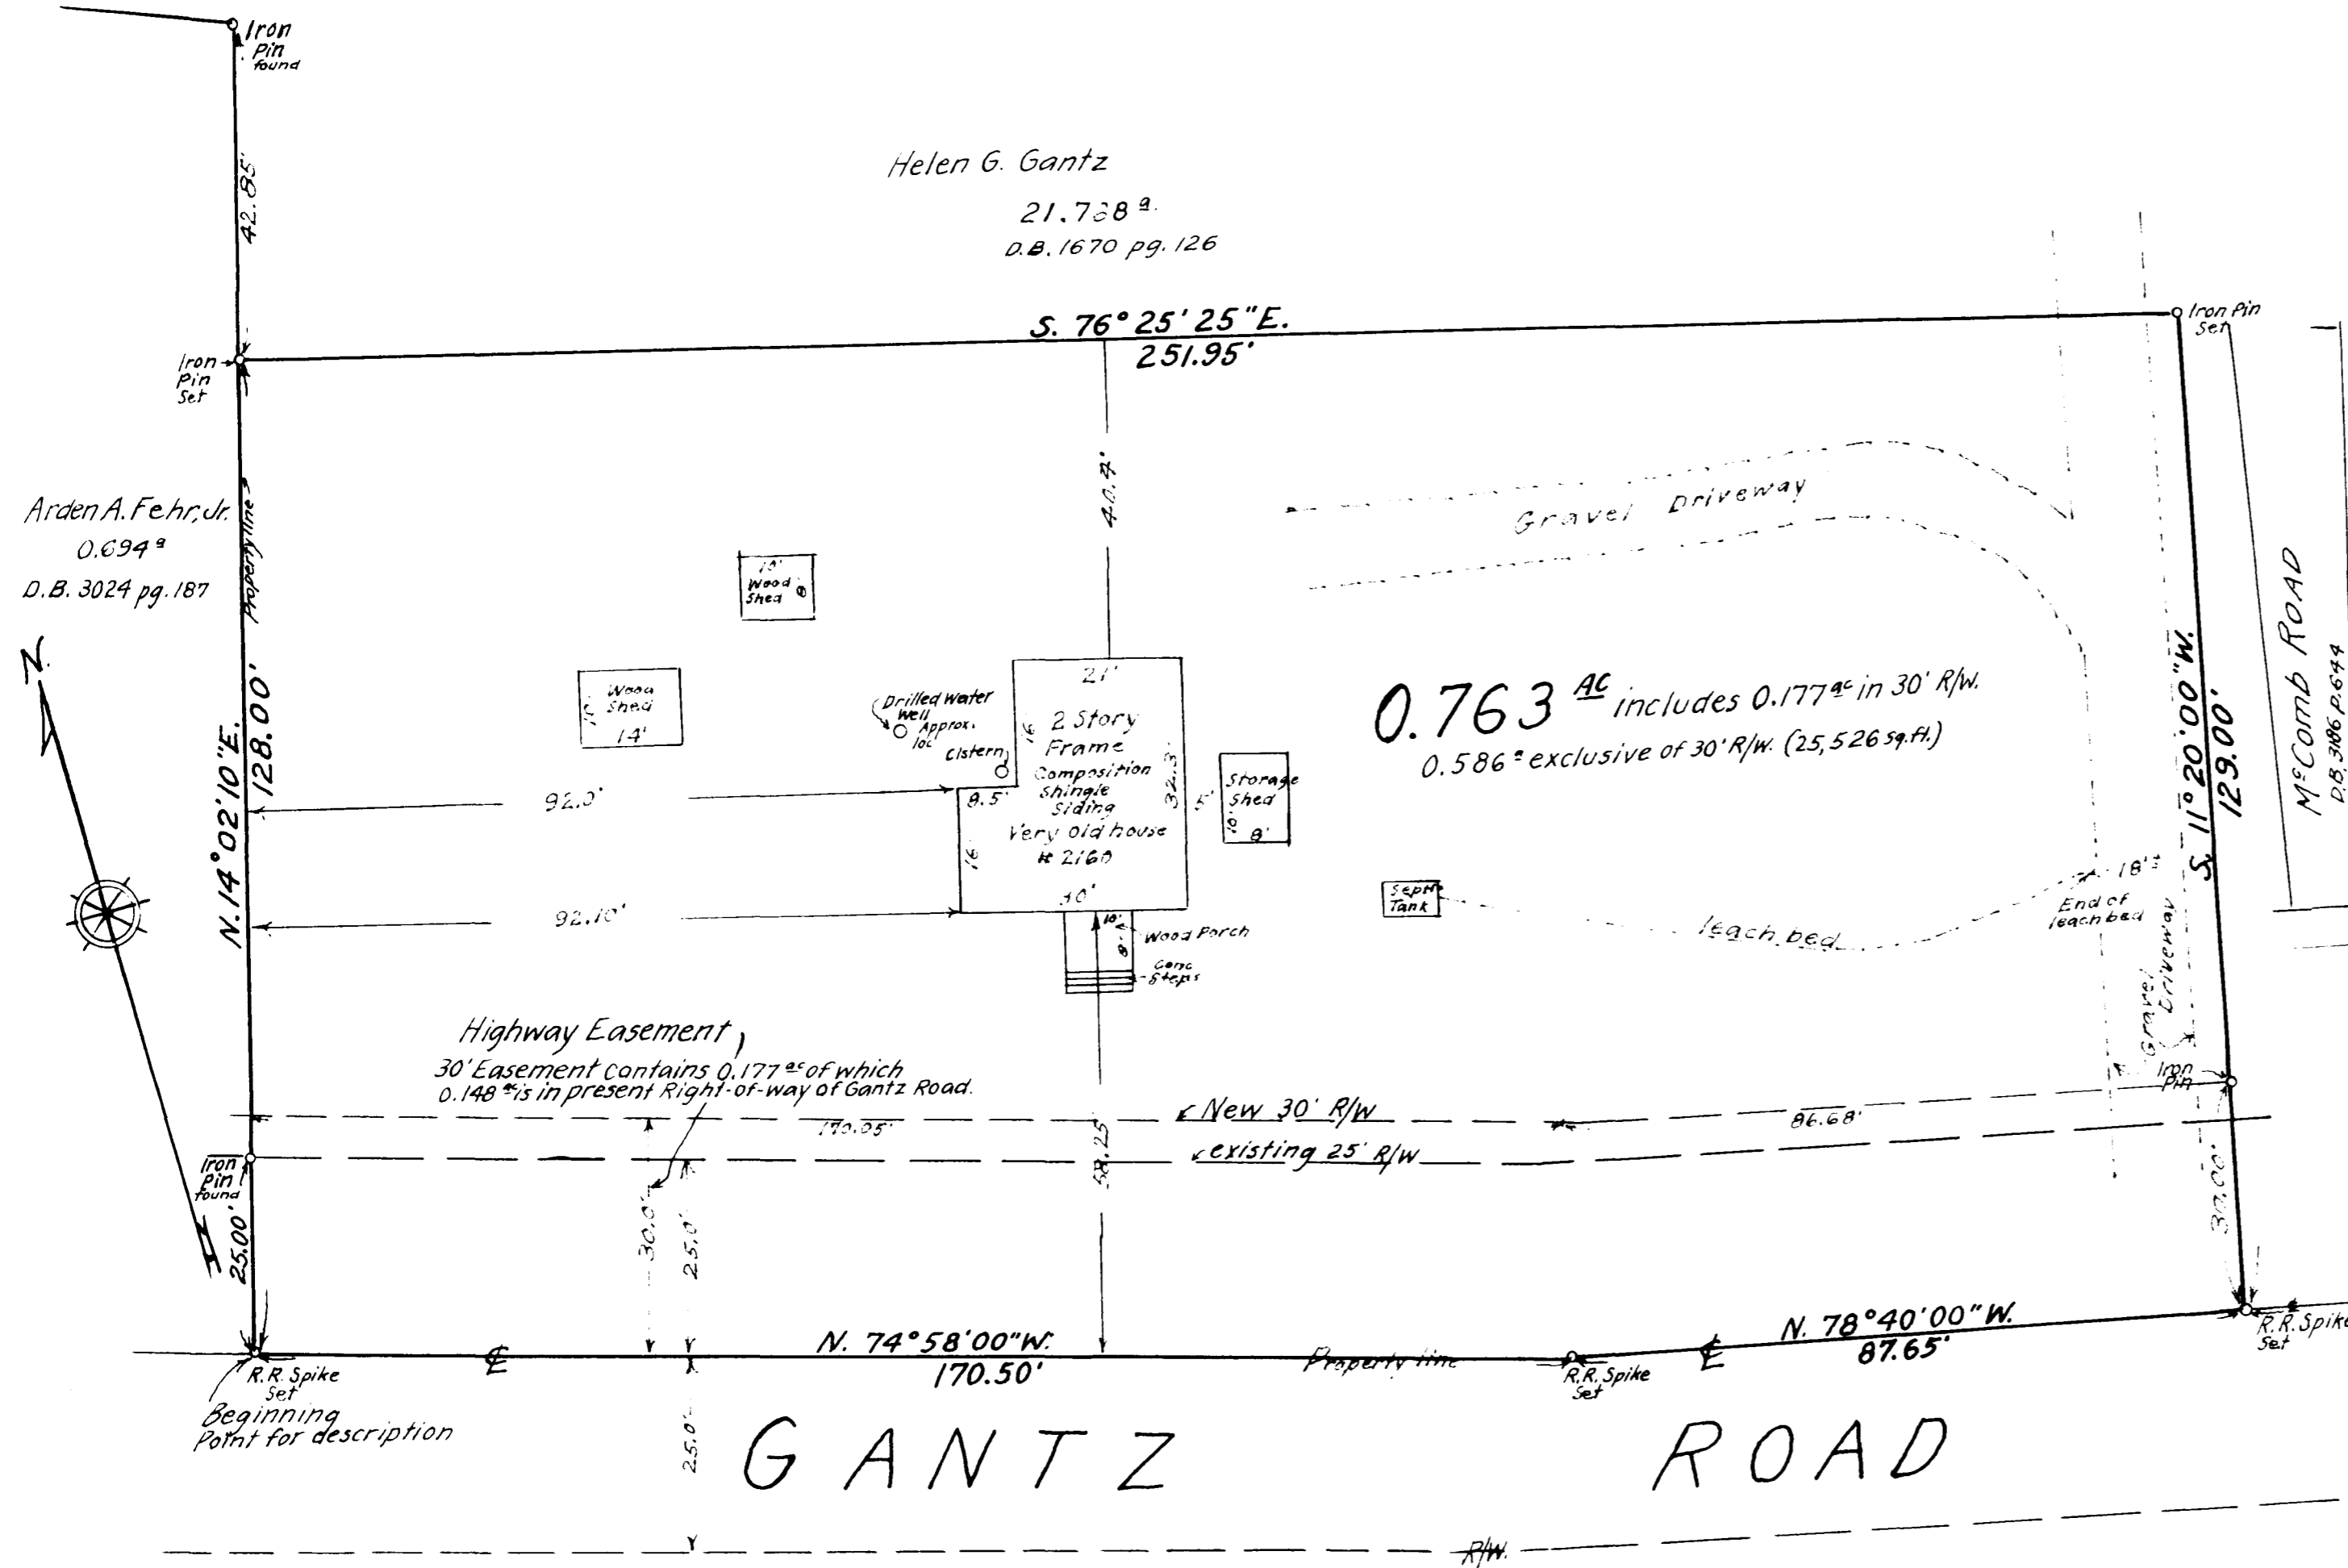 Iron
Pin
found
42.85'
Helen G. Gantz
D.B. 1670 pg. 126
S. 76° 25' 25" E.
251.95'
Iron Pin
Set
Iron
Pin
Set
40.4'
Gravel Driveway
Arden A. Fehr, Jr.
0.694 a
D.B. 3024 pg. 187
Property line
N. 14° 02' 10" E.
128.00'
N
10'
Wood
Shed
8'
Wood
Shed
10'
14'
Drilled Water
Well
Approx.
loc
Cistern
21'
16'
2 Story
Frame
Composition
Shingle
Siding
Very old house
# 2160
32.3'
8.5'
16'
30'
5'
Storage
Shed
10'
8'
0.763 AC includes 0.177 ac in 30' R/W.
0.586 a exclusive of 30' R/W. (25,526 sq. ft.)
McComb ROAD
D.B. 3186 P. 644
S. 11° 20' 00" W.
129.00'
92.0'
92.10'
10'
8'
Wood Porch
Conc
Steps
Septic
Tank
leach bed
18'±
End of
leach bed
Gravel
Driveway
Highway Easement
30' Easement contains 0.177 ac of which
0.148 ac is in present Right-of-way of Gantz Road.
Iron
Pin
New 30' R/W
170.05'
86.68'
existing 25' R/W
Iron
Pin
found
25.00'
30.0'
25.0'
58.25
30.00'
N. 74° 58' 00" W.
170.50'
Property line
N. 78° 40' 00" W.
87.65'
R.R. Spike
Set
R.R. Spike
Set
R.R. Spike
Set
Beginning
Point for description
25.0'
GANTZ ROAD
R/W.